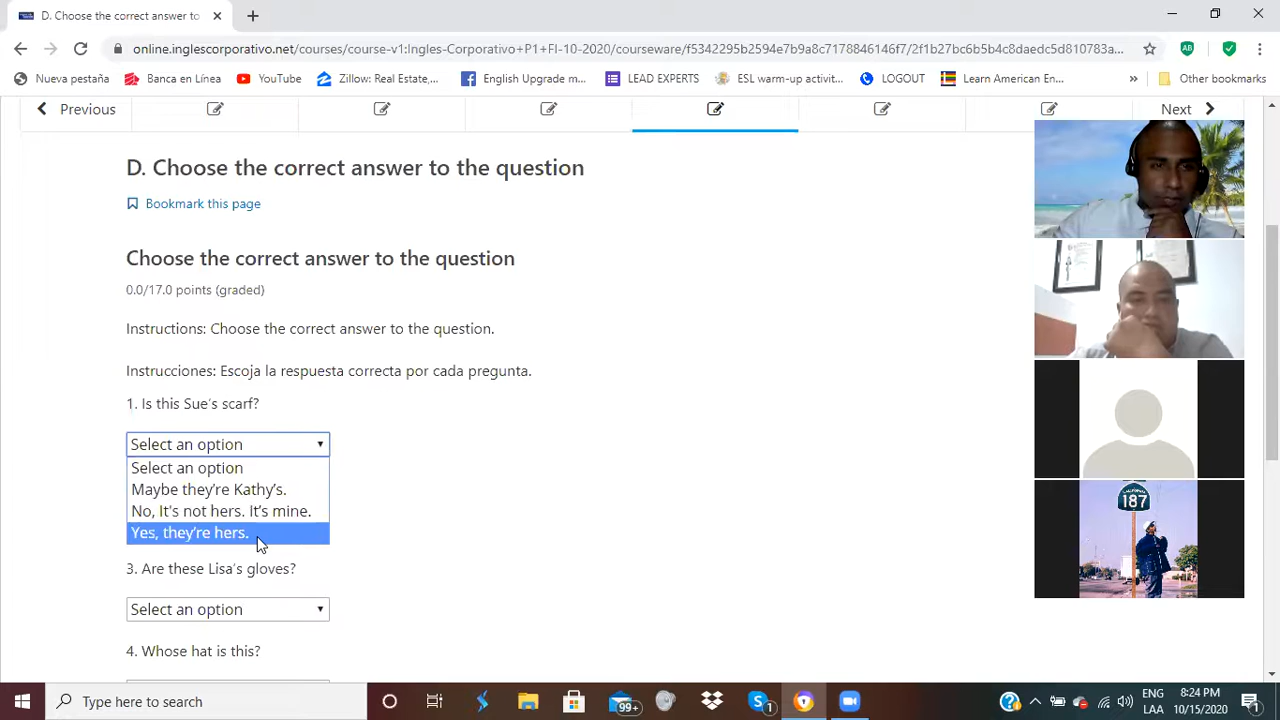 D. Choose the correct answer to
online.inglescorporativo.net/courses/course-v1:Ingles-Corporativo+P1+FI-10-2020/courseware/f5342295b2594e7b9a8c7178846146f7/2f1b27bc6b5b4c8daedc5d810783a...
Nueva pestaña Banca en Línea YouTube Zillow: Real Estate,... English Upgrade m... LEAD EXPERTS ESL warm-up activit... LOGOUT Learn American En... » Other bookmarks
Previous Next
D. Choose the correct answer to the question
Bookmark this page
Choose the correct answer to the question
0.0/17.0 points (graded)
Instructions: Choose the correct answer to the question.
Instrucciones: Escoja la respuesta correcta por cada pregunta.
1. Is this Sue's scarf?
Select an option
Select an option
Maybe they're Kathy's.
No, It's not hers. It's mine.
Yes, they're hers.
3. Are these Lisa's gloves?
Select an option
4. Whose hat is this?
CALIFORNIA
187
Type here to search
99+
1
ENG
LAA
8:24 PM
10/15/2020
1